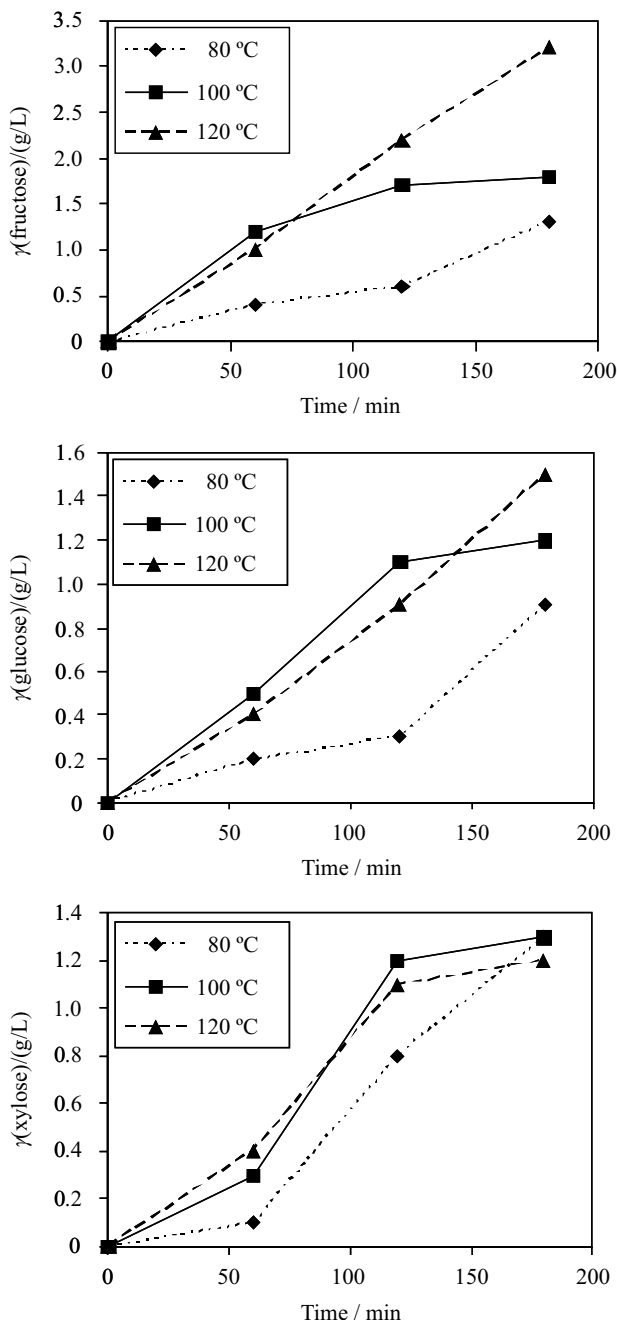 3.5
3.0
2.5
2.0
1.5
1.0
0.5
0
γ(fructose)/(g/L)
80 ºC
100 ºC
120 ºC
0 50 100 150 200
Time / min
1.6
1.4
1.2
1.0
0.8
0.6
0.4
0.2
0
γ(glucose)/(g/L)
80 ºC
100 ºC
120 ºC
0 50 100 150 200
Time / min
1.4
1.2
1.0
0.8
0.6
0.4
0.2
0
γ(xylose)/(g/L)
80 ºC
100 ºC
120 ºC
0 50 100 150 200
Time / min